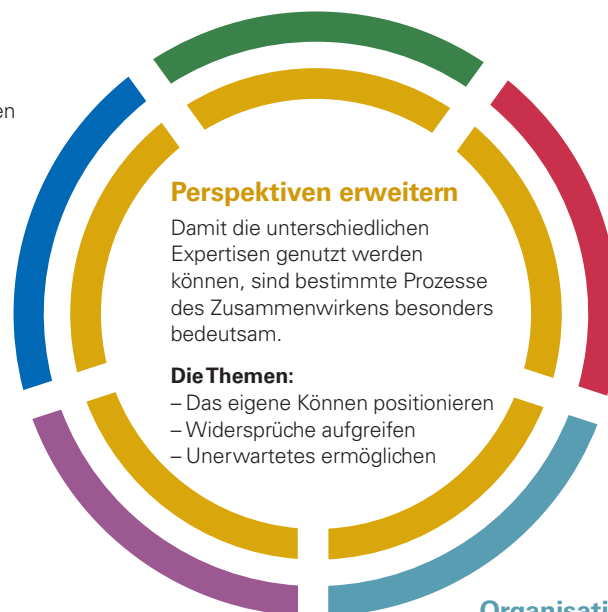 en
Perspektiven erweitern
Damit die unterschiedlichen
Expertisen genutzt werden
können, sind bestimmte Prozesse
des Zusammenwirkens besonders
bedeutsam.
Die Themen:
– Das eigene Können positionieren
– Widersprüche aufgreifen
– Unerwartetes ermöglichen